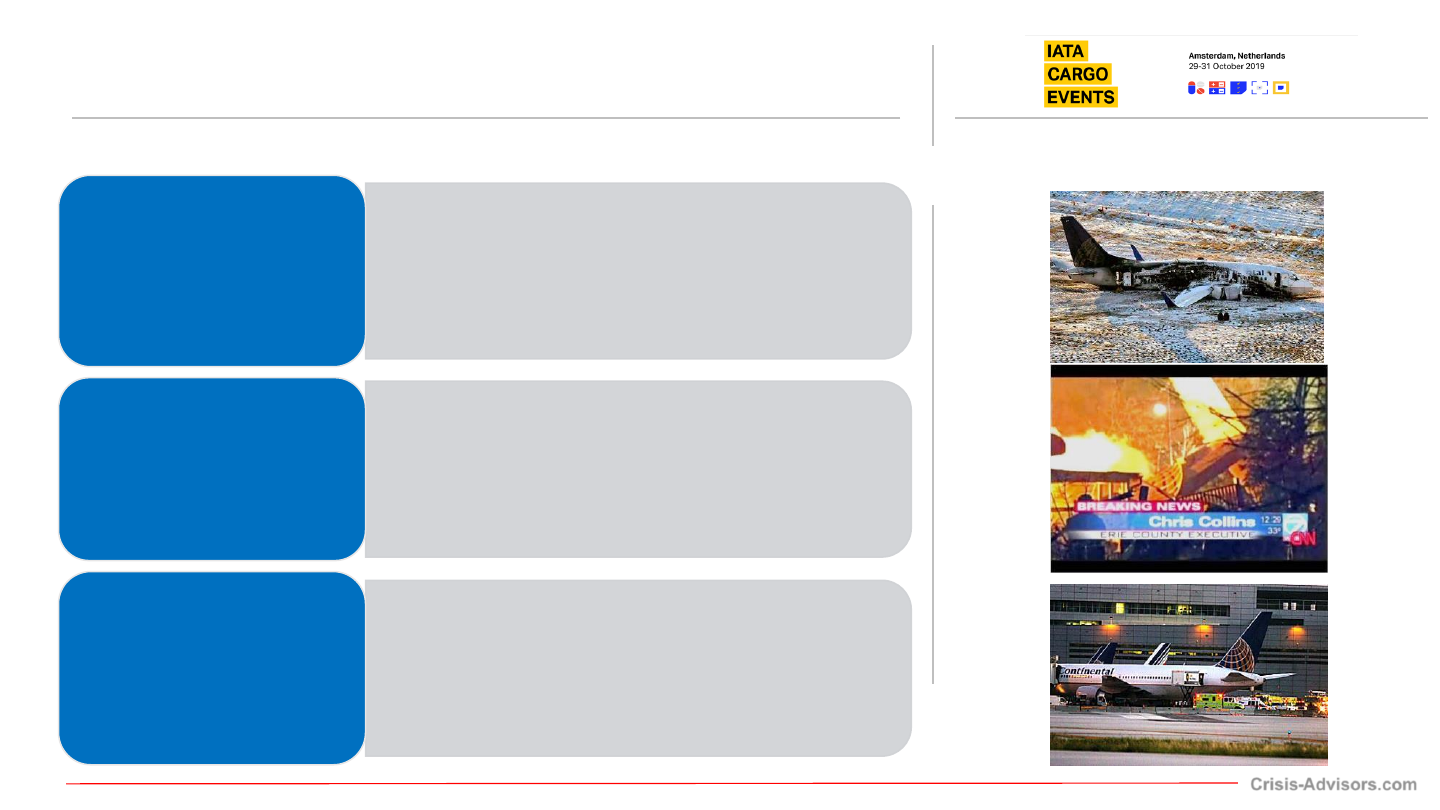 IATA
CARGO
EVENTS
Amsterdam, Netherlands
29-31 October 2019
BREAKING NEWS
Chris Collins
12:29
33°
7
ERIE COUNTY EXECUTIVE
CNN
Continental
Crisis-Advisors.com